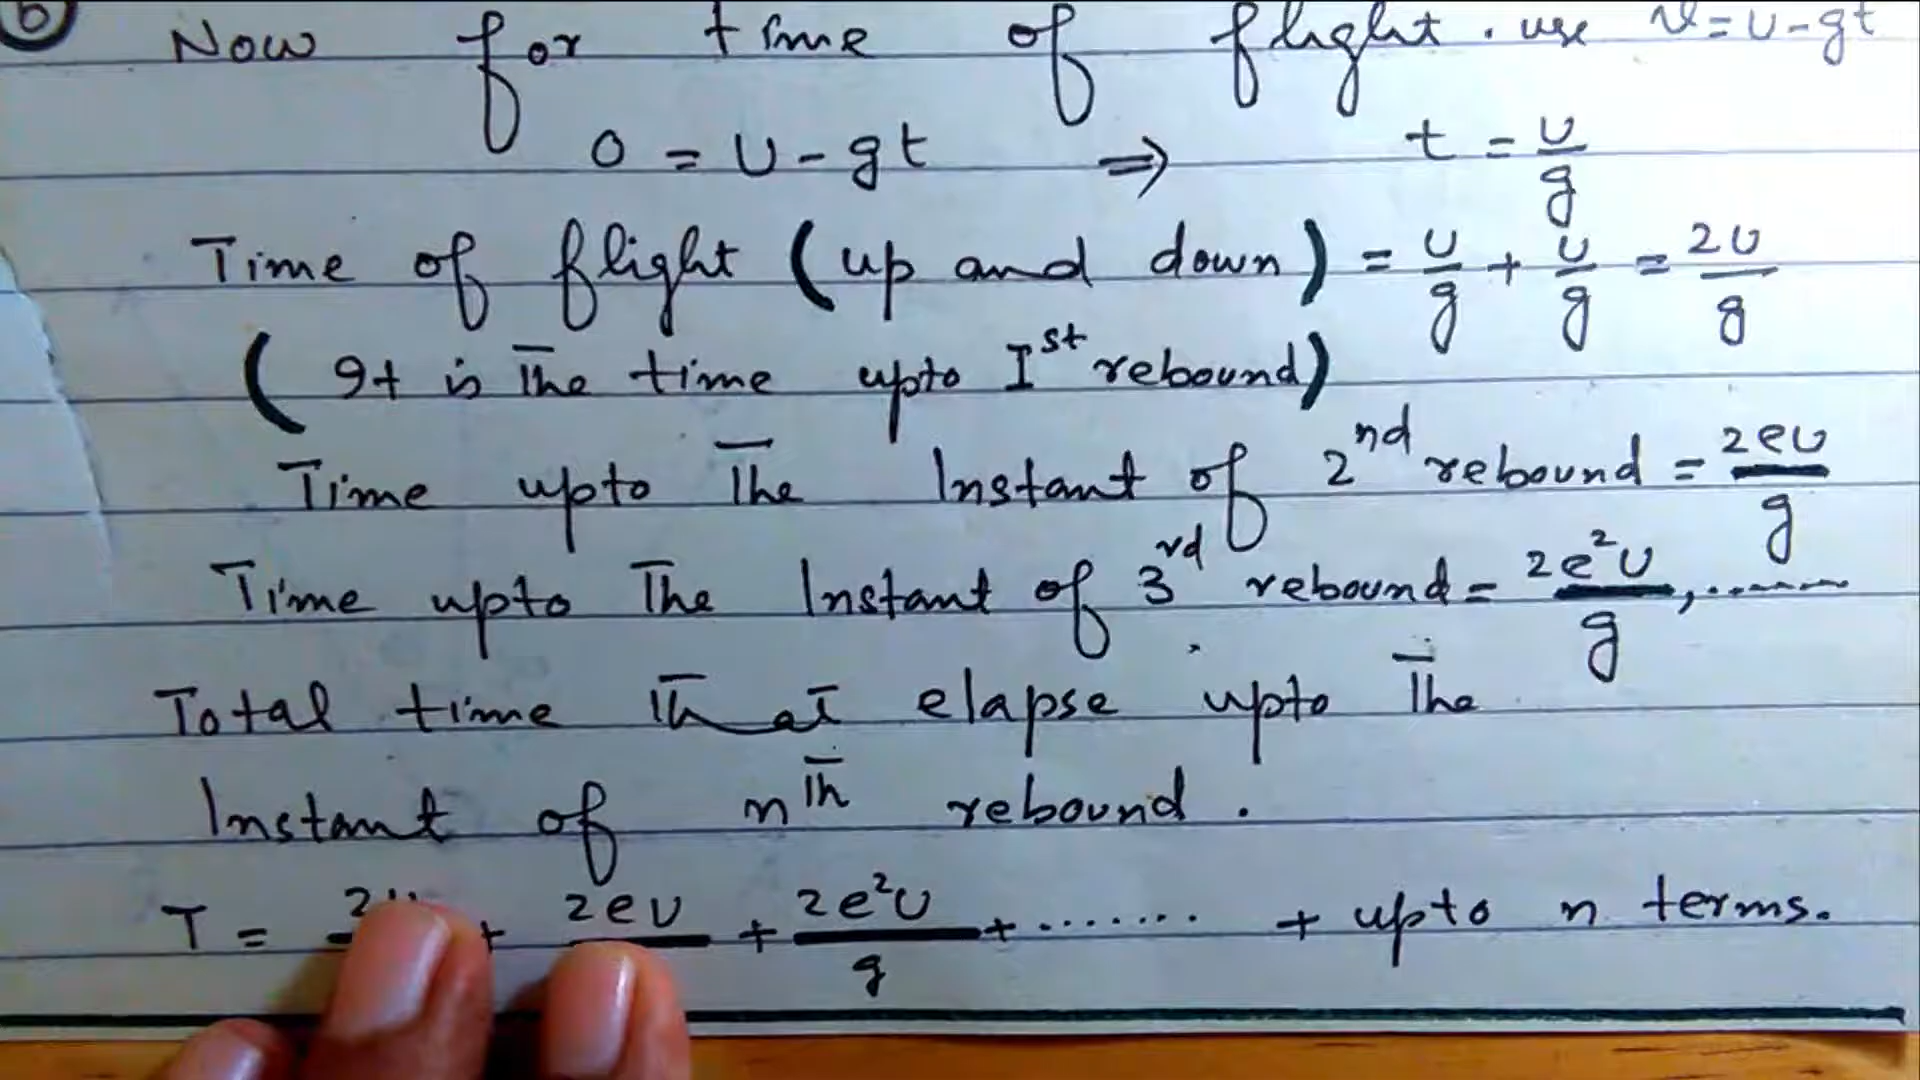 6 Now for time of flight. use v=u-gt
0 = u - gt ⇒ t = u/g
Time of flight (up and down) = u/g + u/g = 2u/g
( It is The time upto Ist rebound)
Time upto The Instant of 2nd rebound = 2eu/g
Time upto The Instant of 3rd rebound = 2e²u/g, .......
Total time That elapse upto The
Instant of nth rebound.
T = + 2eu + 2e²u/g + ........ + upto n terms.